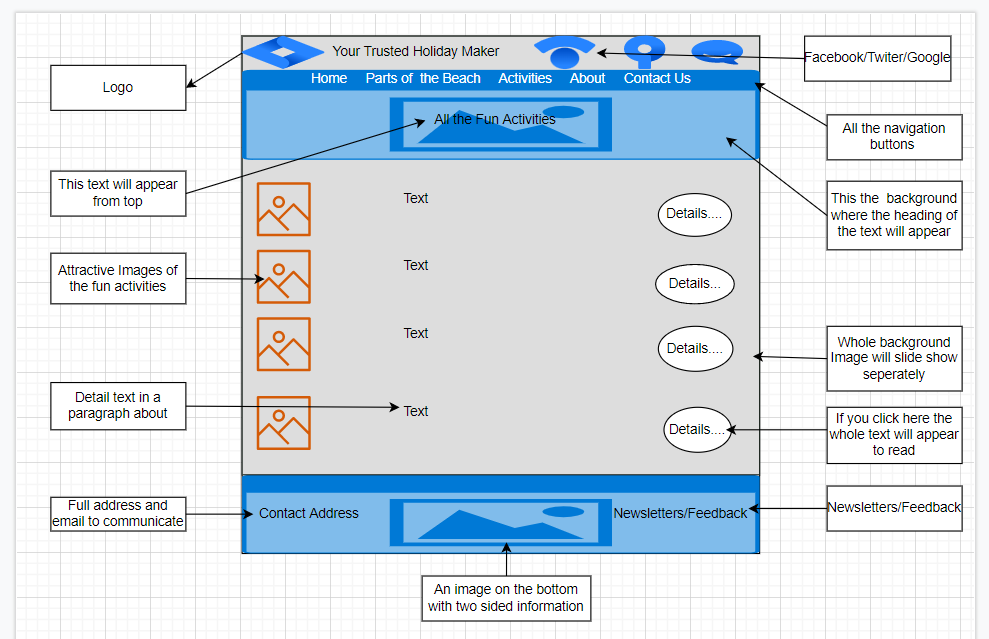 Your Trusted Holiday Maker
Facebook/Twiter/Google
Home Parts of the Beach Activities About Contact Us
Logo
All the Fun Activities
All the navigation
buttons
This text will appear
from top
This the background
where the heading of
the text will appear
Text
Details....
Attractive Images of
the fun activities
Text
Details...
Text
Details....
Whole background
Image will slide show
seperately
Detail text in a
paragraph about
Text
Details....
If you click here the
whole text will appear
to read
Full address and
email to communicate
Contact Address
Newsletters/Feedback
Newsletters/Feedback
An image on the bottom
with two sided information